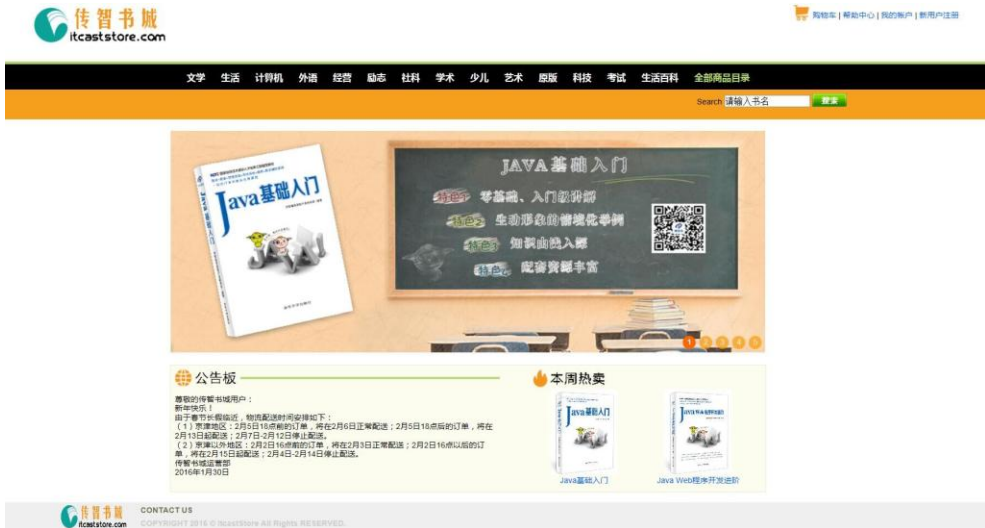 传智书城
itcaststore.com
购物车 | 帮助中心 | 我的帐户 | 新用户注册
文学 生活 计算机 外语 经营 励志 社科 学术 少儿 艺术 原版 科技 考试 生活百科 全部商品目录
Search 请输入书名 搜索
Java基础入门
JAVA基础入门
特色1 零基础、入门级讲解
特色2 生动形象的情境化举例
特色3 知识由浅入深
特色4 配套资源丰富
1 2 3 4 5
公告板
尊敬的传智书城用户：
新年快乐！
由于春节长假临近，物流配送时间安排如下：
（1）京津地区：2月5日18点前的订单，将在2月6日正常配送；2月5日18点后的订单，将在
2月13日起配送；2月7日-2月12日停止配送。
（2）京津以外地区：2月2日16点前的订单，将在2月3日正常配送；2月2日16点以后的订
单，将在2月15日起配送；2月4日-2月14日停止配送。
传智书城运营部
2016年1月30日
本周热卖
Java基础入门
Java基础入门
Java Web程序开发进阶
传智书城
itcaststore.com
CONTACT US
COPYRIGHT 2015 © ItcastStore All Rights RESERVED.